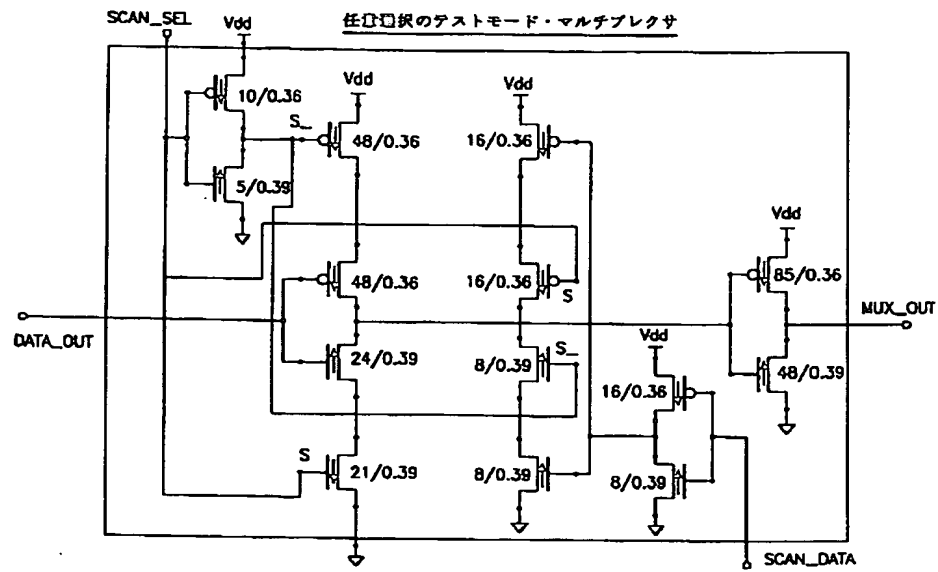 SCAN_SEL
任意選択のテストモード・マルチプレクサ
Vdd
Vdd
Vdd
10/0.36
S_
48/0.36
16/0.36
5/0.39
Vdd
48/0.36
16/0.36
85/0.36
S
MUX_OUT
DATA_OUT
Vdd
24/0.39
8/0.39
S_
48/0.39
16/0.36
S
21/0.39
8/0.39
8/0.39
SCAN_DATA